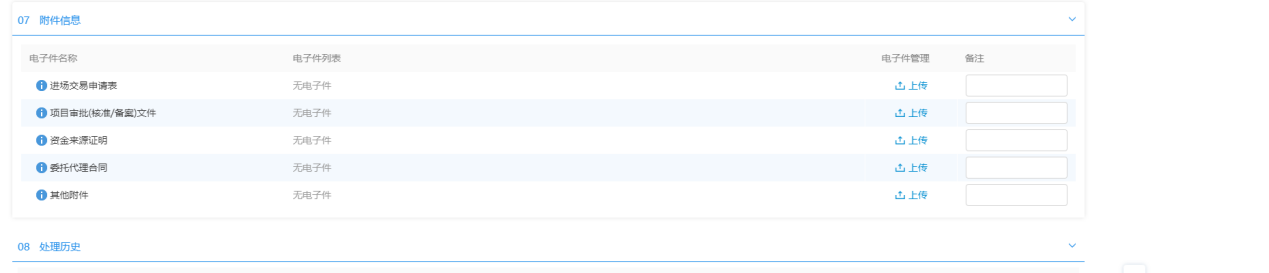 07 附件信息
电子件名称 电子件列表 电子件管理 备注
进场交易申请表 无电子件 上传
项目审批(核准/备案)文件 无电子件 上传
资金来源证明 无电子件 上传
委托代理合同 无电子件 上传
其他附件 无电子件 上传
08 处理历史